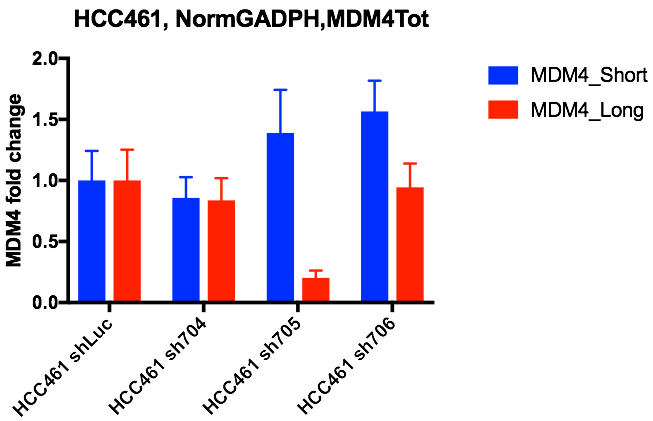 HCC461, NormGADPH,MDM4Tot
MDM4 fold change
2.0
1.5
1.0
0.5
0.0
HCC461 shLuc
HCC461 sh704
HCC461 sh705
HCC461 sh706
MDM4_Short
MDM4_Long